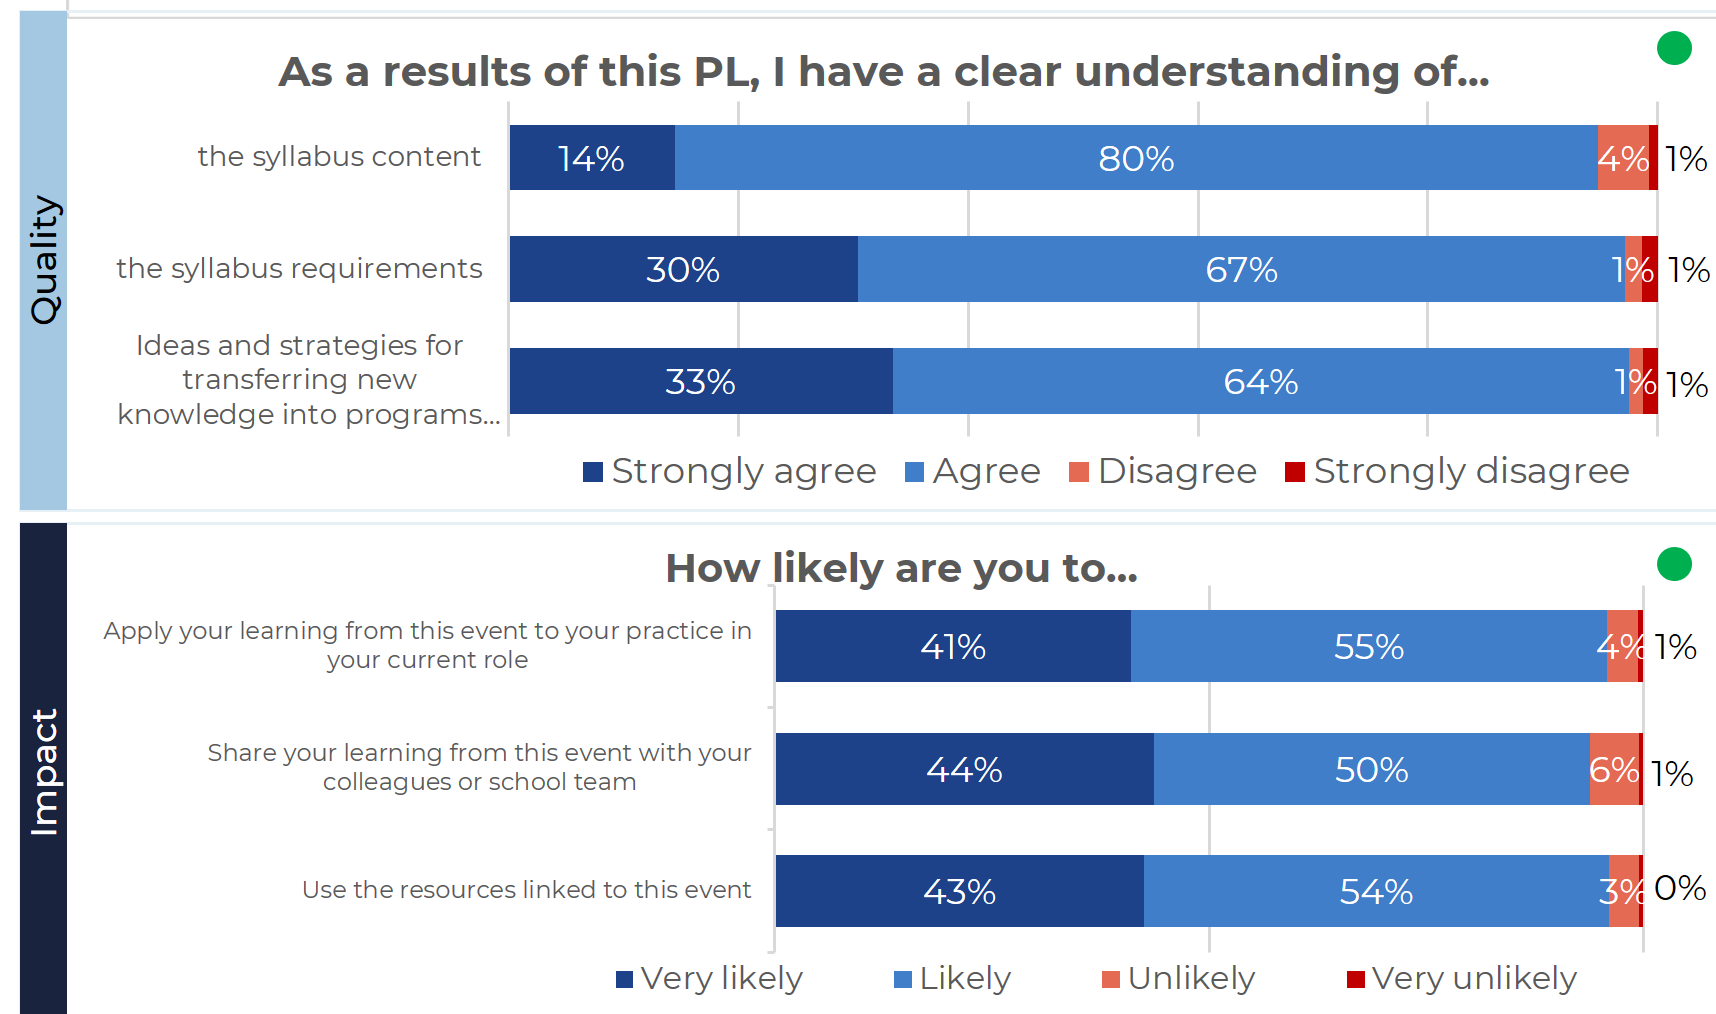 Quality
As a results of this PL, I have a clear understanding of...
the syllabus content
14% 80% 4% 1%
the syllabus requirements
30% 67% 1% 1%
Ideas and strategies for
transferring new
knowledge into programs...
33% 64% 1% 1%
Strongly agree Agree Disagree Strongly disagree
Impact
How likely are you to...
Apply your learning from this event to your practice in
your current role
41% 55% 4% 1%
Share your learning from this event with your
colleagues or school team
44% 50% 6% 1%
Use the resources linked to this event
43% 54% 3% 0%
Very likely Likely Unlikely Very unlikely